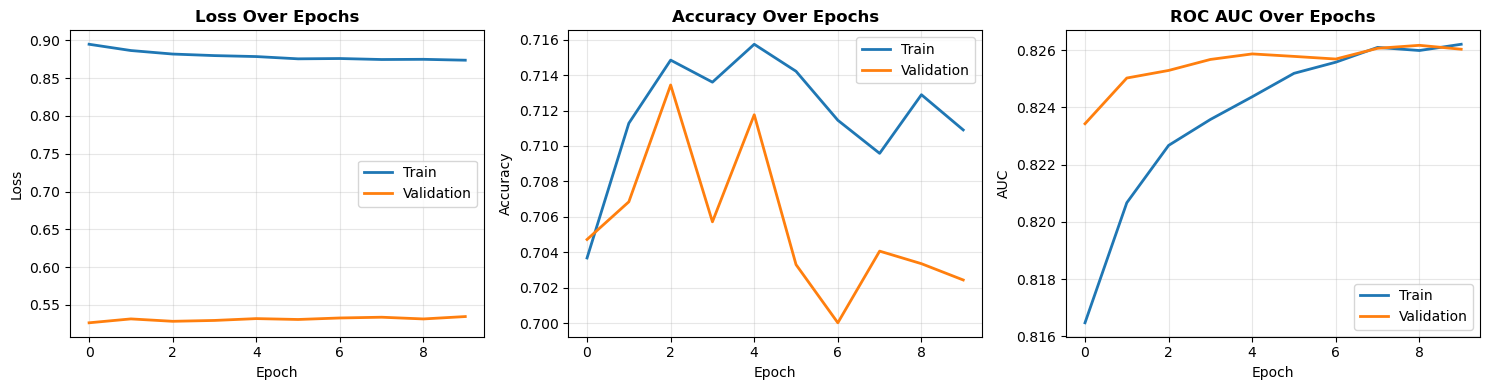 Loss Over Epochs
0.90
0.85
0.80
0.75
0.70
0.65
0.60
0.55
Loss
0 2 4 6 8
Epoch
Train
Validation
Accuracy Over Epochs
0.716
0.714
0.712
0.710
0.708
0.706
0.704
0.702
0.700
Accuracy
0 2 4 6 8
Epoch
Train
Validation
ROC AUC Over Epochs
0.826
0.824
0.822
0.820
0.818
0.816
AUC
0 2 4 6 8
Epoch
Train
Validation